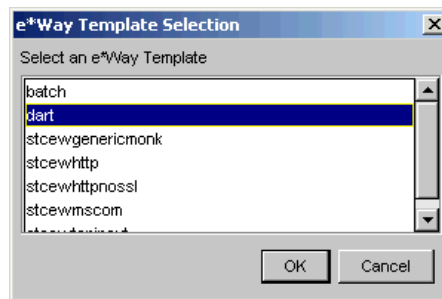 e*Way Template Selection
Select an e*Way Template
batch
dart
stcewgenericmonk
stcewhttp
stcewhttpnossl
stcewmscom
OK
Cancel